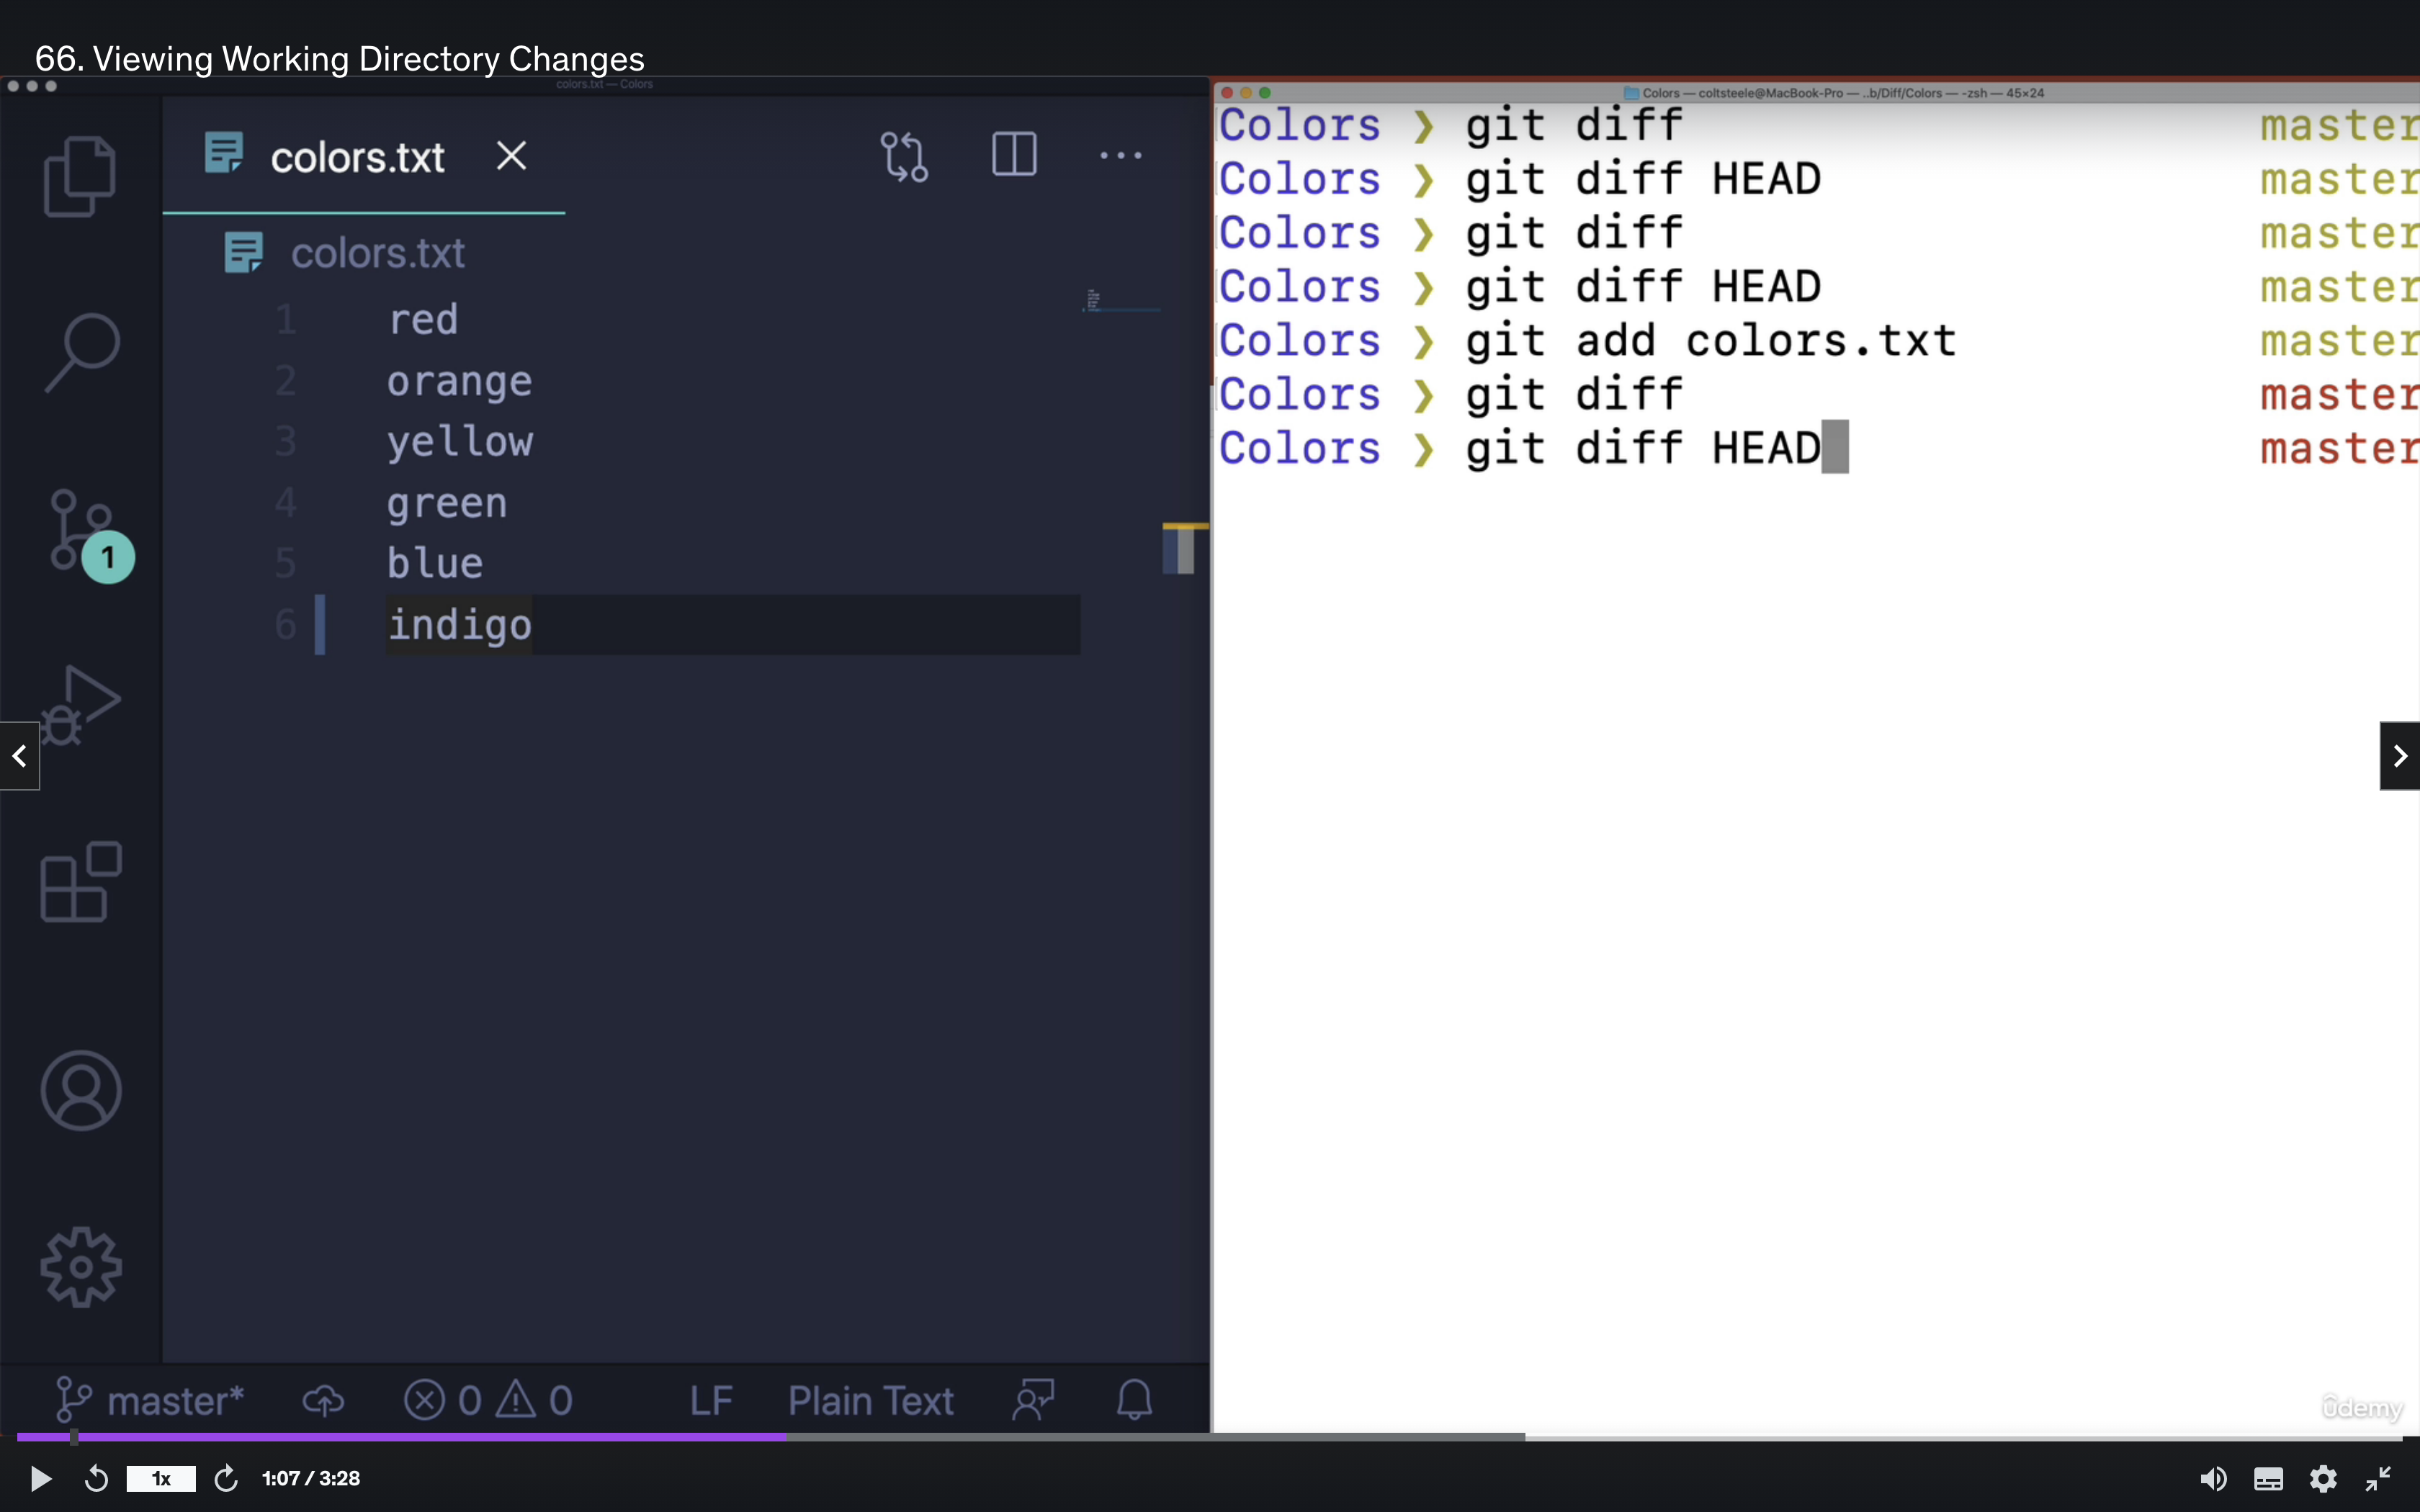 66. Viewing Working Directory Changes
colors.txt — Colors
colors.txt
colors.txt
1 red
2 orange
3 yellow
4 green
5 blue
6 indigo
1
master*
0 0
LF
Plain Text
Colors — coltsteele@MacBook-Pro — ..b/Diff/Colors — -zsh — 45×24
Colors ❯ git diff master
Colors ❯ git diff HEAD master
Colors ❯ git diff master
Colors ❯ git diff HEAD master
Colors ❯ git add colors.txt master
Colors ❯ git diff master
Colors ❯ git diff HEAD master
ûdemy
1x
1:07 / 3:28